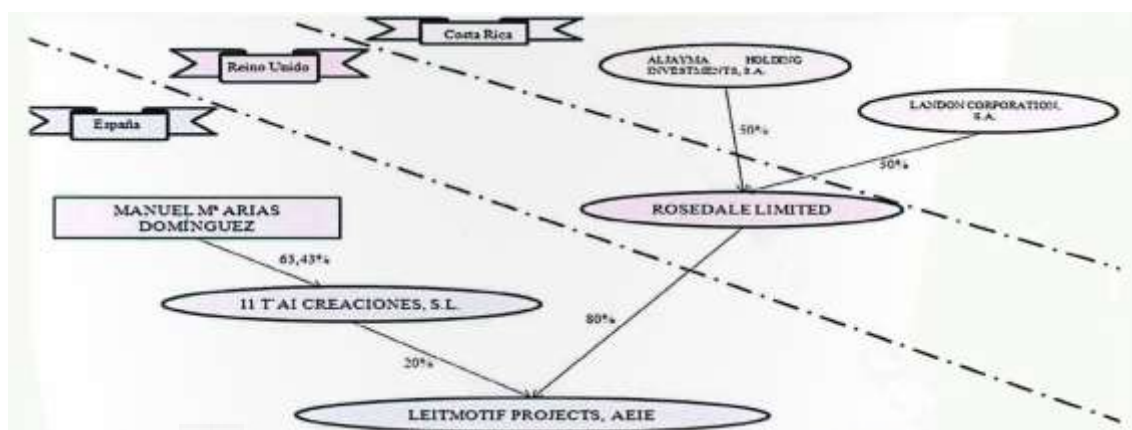 Costa Rica
Reino Unido
España
ALJAYMA HOLDING
INVESTMENTS, S.A.
LANDON CORPORATION,
S.A.
50%
50%
MANUEL Mª ARIAS
DOMÍNGUEZ
ROSEDALE LIMITED
63,43%
11 T´AI CREACIONES, S.L.
80%
20%
LEITMOTIF PROJECTS, AEIE